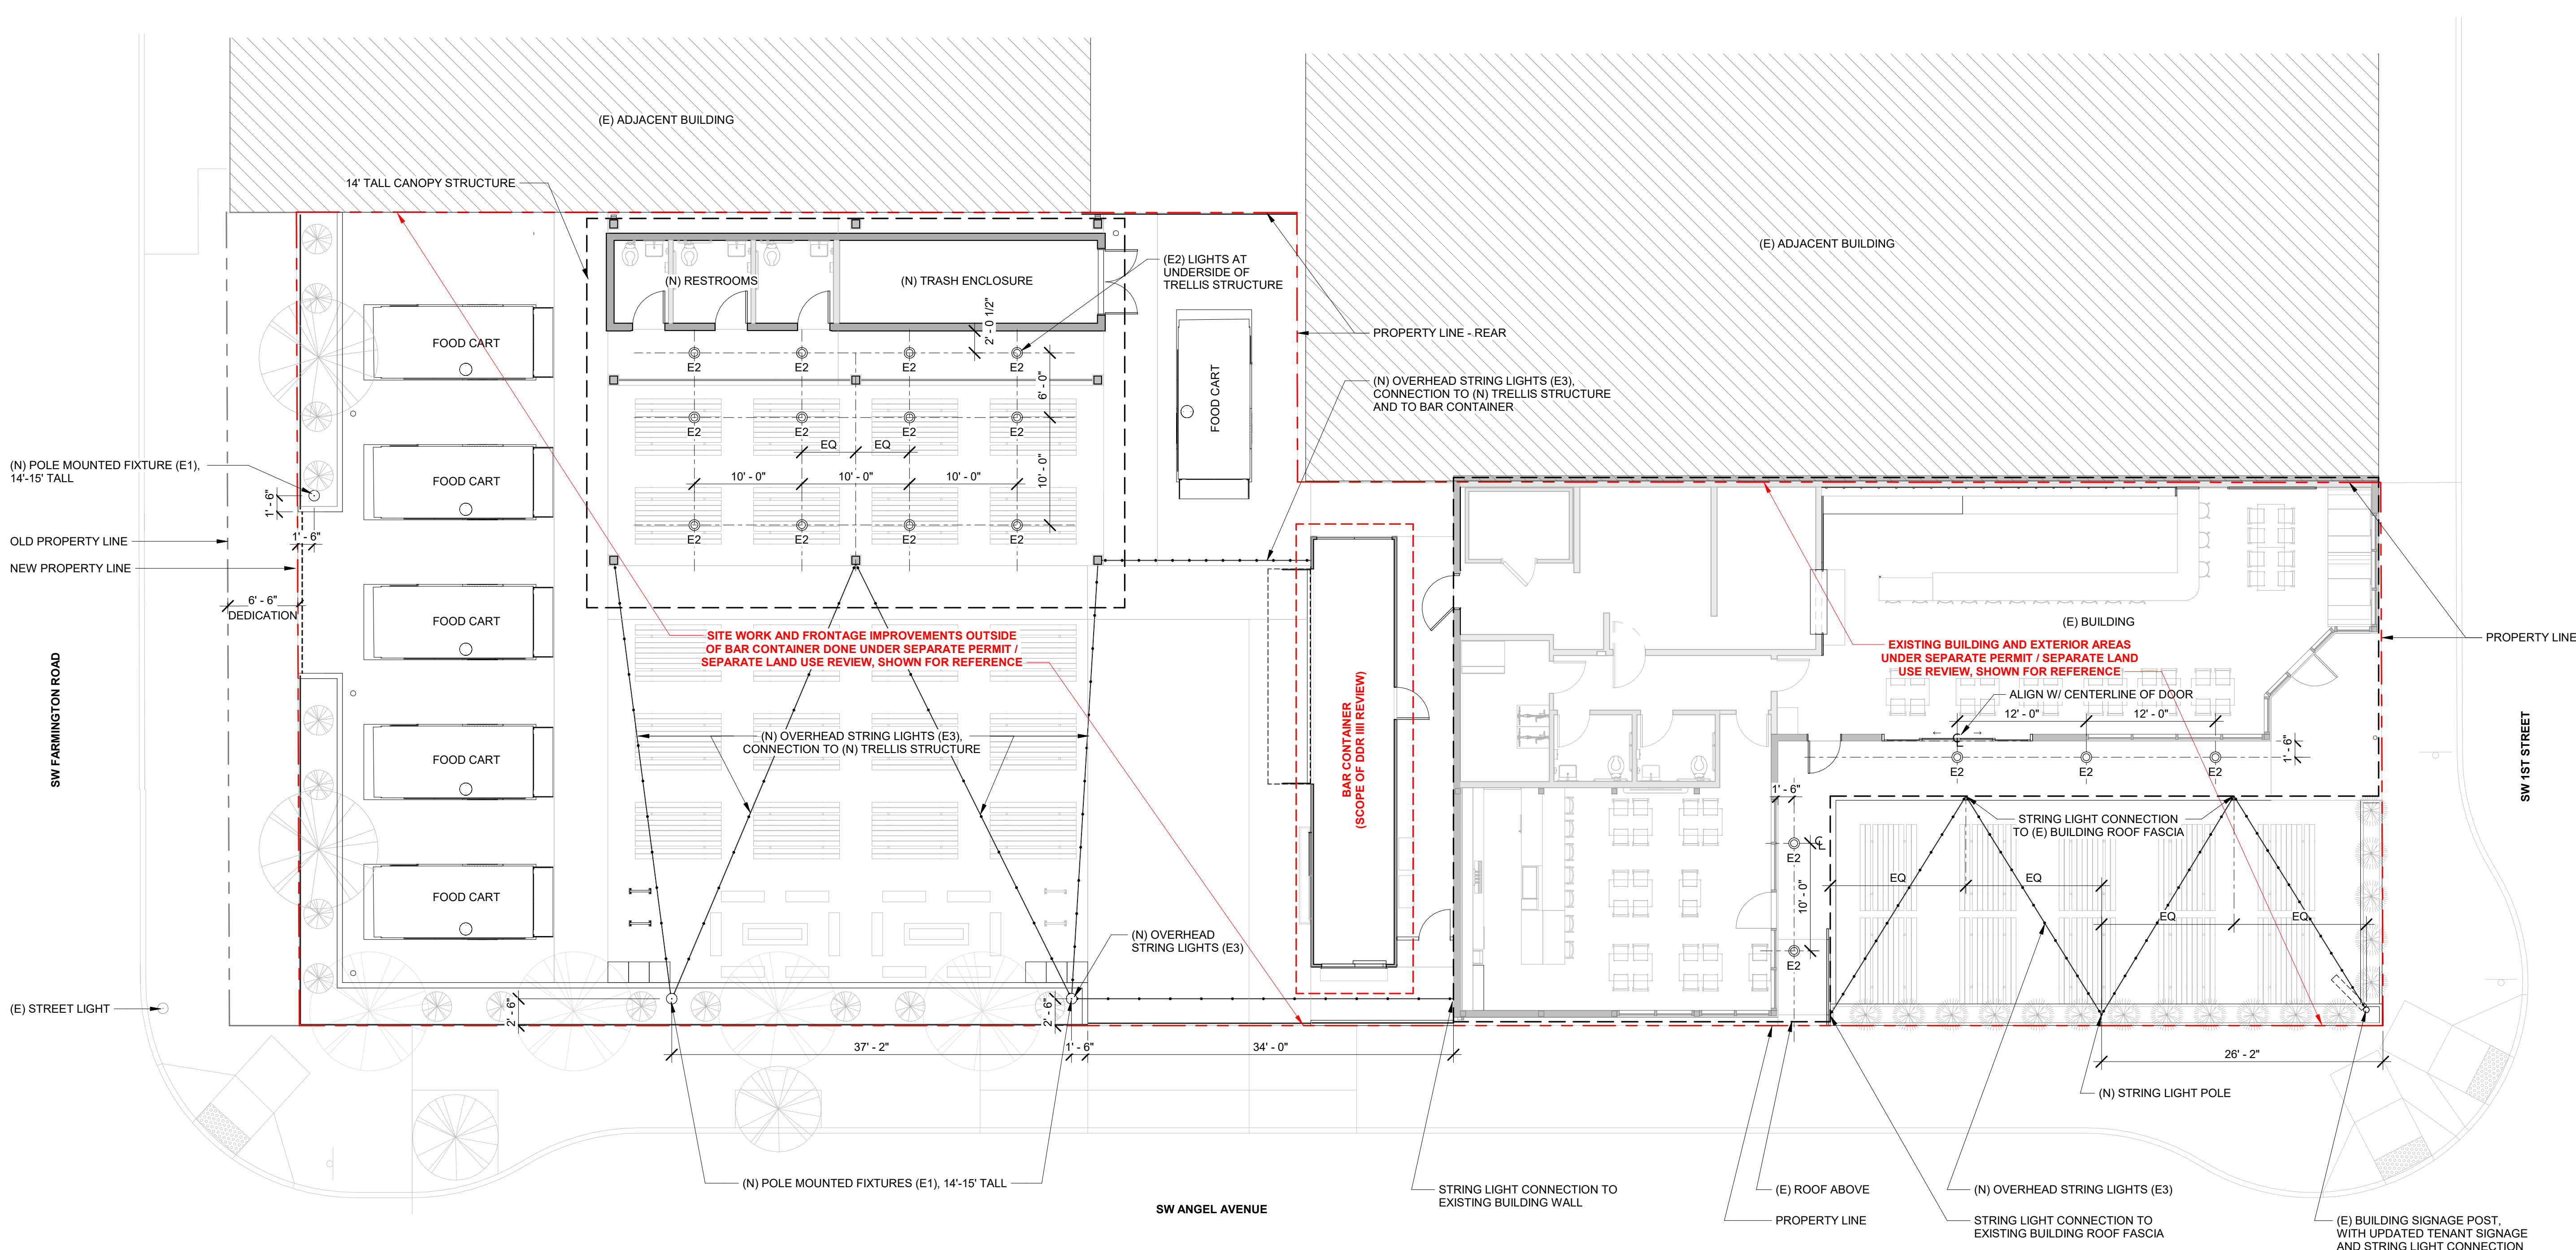 (E) ADJACENT BUILDING
14' TALL CANOPY STRUCTURE
(E) ADJACENT BUILDING
(E2) LIGHTS AT
UNDERSIDE OF
TRELLIS STRUCTURE
(N) RESTROOMS
(N) TRASH ENCLOSURE
2' - 0 1/2"
PROPERTY LINE - REAR
FOOD CART
E2
E2
E2
E2
6' - 0"
(N) OVERHEAD STRING LIGHTS (E3),
CONNECTION TO (N) TRELLIS STRUCTURE
AND TO BAR CONTAINER
FOOD CART
E2
E2
E2
E2
EQ
EQ
(N) POLE MOUNTED FIXTURE (E1),
14'-15' TALL
1' - 6"
FOOD CART
10' - 0"
10' - 0"
10' - 0"
10' - 0"
OLD PROPERTY LINE
1' - 6"
E2
E2
E2
E2
NEW PROPERTY LINE
6' - 6"
DEDICATION
FOOD CART
(E) BUILDING
SITE WORK AND FRONTAGE IMPROVEMENTS OUTSIDE
OF BAR CONTAINER DONE UNDER SEPARATE PERMIT /
SEPARATE LAND USE REVIEW, SHOWN FOR REFERENCE
EXISTING BUILDING AND EXTERIOR AREAS
UNDER SEPARATE PERMIT / SEPARATE LAND
USE REVIEW, SHOWN FOR REFERENCE
PROPERTY LINE
SW FARMINGTON ROAD
BAR CONTAINER
(SCOPE OF DDR IIIII REVIEW)
ALIGN W/ CENTERLINE OF DOOR
12' - 0"
12' - 0"
1' - 6"
CL
(N) OVERHEAD STRING LIGHTS (E3),
CONNECTION TO (N) TRELLIS STRUCTURE
FOOD CART
E2
E2
E2
SW 1ST STREET
1' - 6"
STRING LIGHT CONNECTION
TO (E) BUILDING ROOF FASCIA
CL
E2
EQ
EQ
10' - 0"
FOOD CART
EQ
EQ
(N) OVERHEAD
STRING LIGHTS (E3)
E2
(E) STREET LIGHT
2' - 6"
2' - 6"
37' - 2"
1' - 6"
34' - 0"
26' - 2"
(N) STRING LIGHT POLE
(N) POLE MOUNTED FIXTURES (E1), 14'-15' TALL
SW ANGEL AVENUE
STRING LIGHT CONNECTION TO
EXISTING BUILDING WALL
(E) ROOF ABOVE
PROPERTY LINE
(N) OVERHEAD STRING LIGHTS (E3)
STRING LIGHT CONNECTION TO
EXISTING BUILDING ROOF FASCIA
(E) BUILDING SIGNAGE POST,
WITH UPDATED TENANT SIGNAGE
AND STRING LIGHT CONNECTION